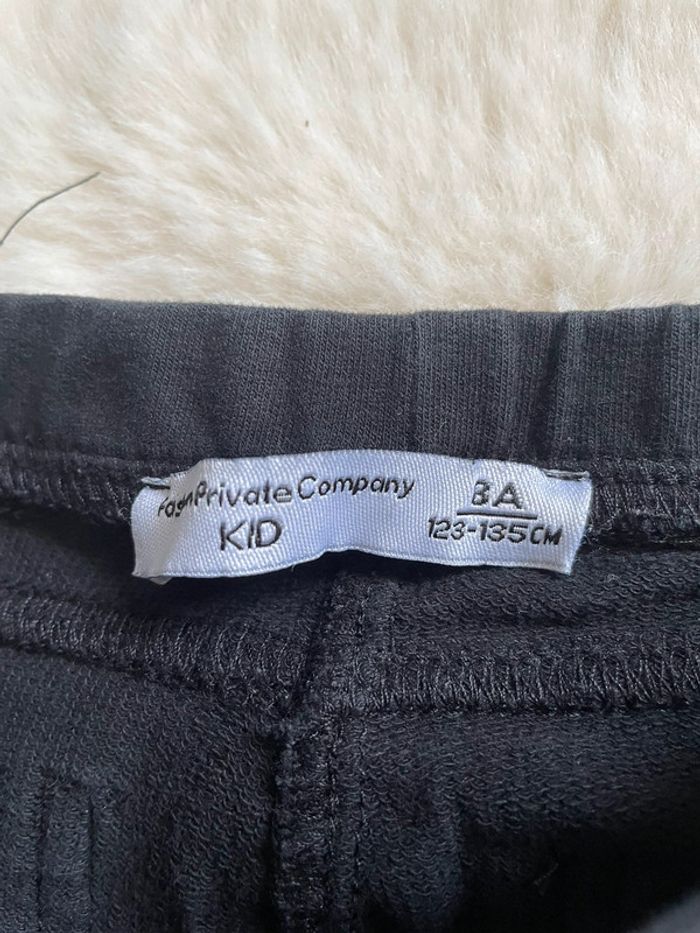 Private Company
KID
8A
123-135CM